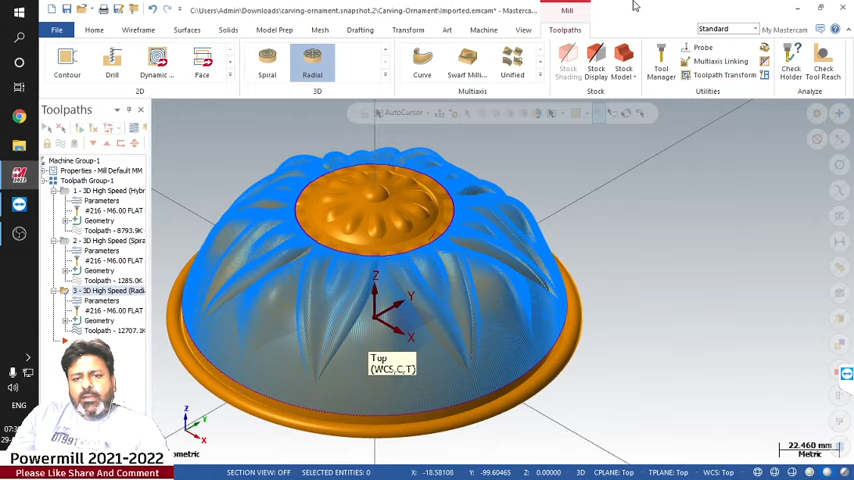 C:\Users\Admin\Downloads\carving-ornament.snapshot.2\Carving-Ornament\Imported.emcam* - Masterca...
Mill
File
Home
Wireframe
Surfaces
Solids
Model Prep
Mesh
Drafting
Transform
Art
Machine
View
Toolpaths
Standard
My Mastercam
Contour
Drill
Dynamic ...
Face
Spiral
Radial
Curve
Swarf Milli...
Unified
Stock Shading
Stock Display
Stock Model
Tool Manager
Probe
Multiaxis Linking
Toolpath Transform
Check Holder
Check Tool Reach
2D
3D
Multiaxis
Stock
Utilities
Analyze
Toolpaths
AutoCursor
Machine Group-1
Properties - Mill Default MM
Toolpath Group-1
1 - 3D High Speed (Hybr
Parameters
#216 - M6.00 FLAT
Geometry
Toolpath - 8793.9K
2 - 3D High Speed (Spira
Parameters
#216 - M6.00 FLAT
Geometry
Toolpath - 1285.0K
3 - 3D High Speed (Radi
Parameters
#216 - M6.00 FLAT
Geometry
Toolpath - 12707.1
Z
Y
X
Top
(WCS,C,T)
ENG
Z
Y
X
ometric
22.460 mm
Metric
Powermill 2021-2022
Please Like Share And Comment
SECTION VIEW: OFF
SELECTED ENTITIES: 0
X: -18.58108
Y: -99.60465
Z: 0.00000
3D
CPLANE: Top
TPLANE: Top
WCS: Top